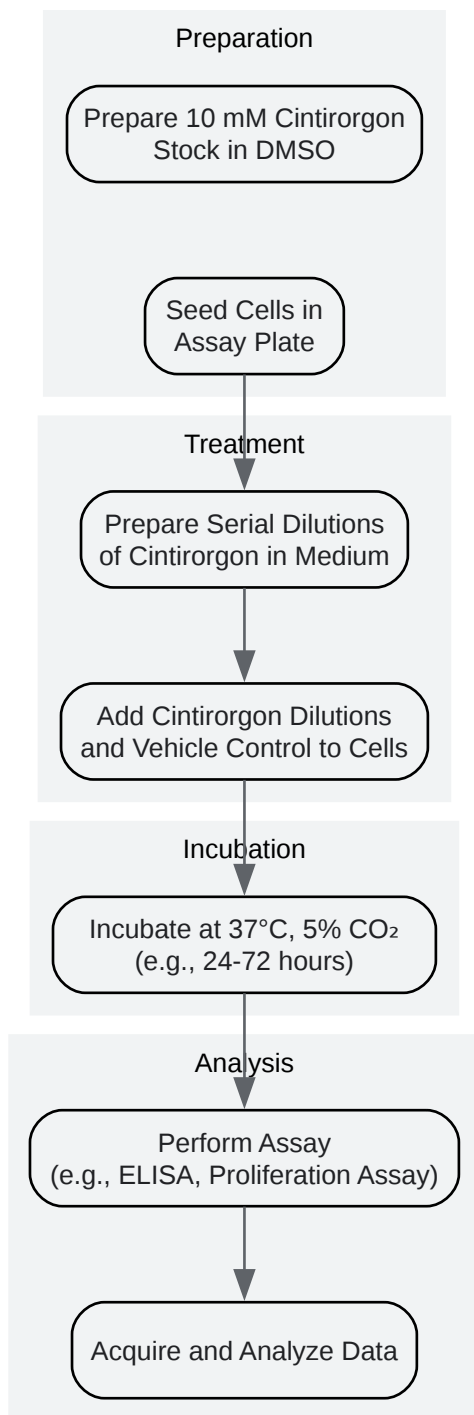 Preparation
Prepare 10 mM Cintirorgon
Stock in DMSO
Seed Cells in
Assay Plate
Treatment
Prepare Serial Dilutions
of Cintirorgon in Medium
Add Cintirorgon Dilutions
and Vehicle Control to Cells
Incubation
Incubate at 37°C, 5% CO₂
(e.g., 24-72 hours)
Analysis
Perform Assay
(e.g., ELISA, Proliferation Assay)
Acquire and Analyze Data